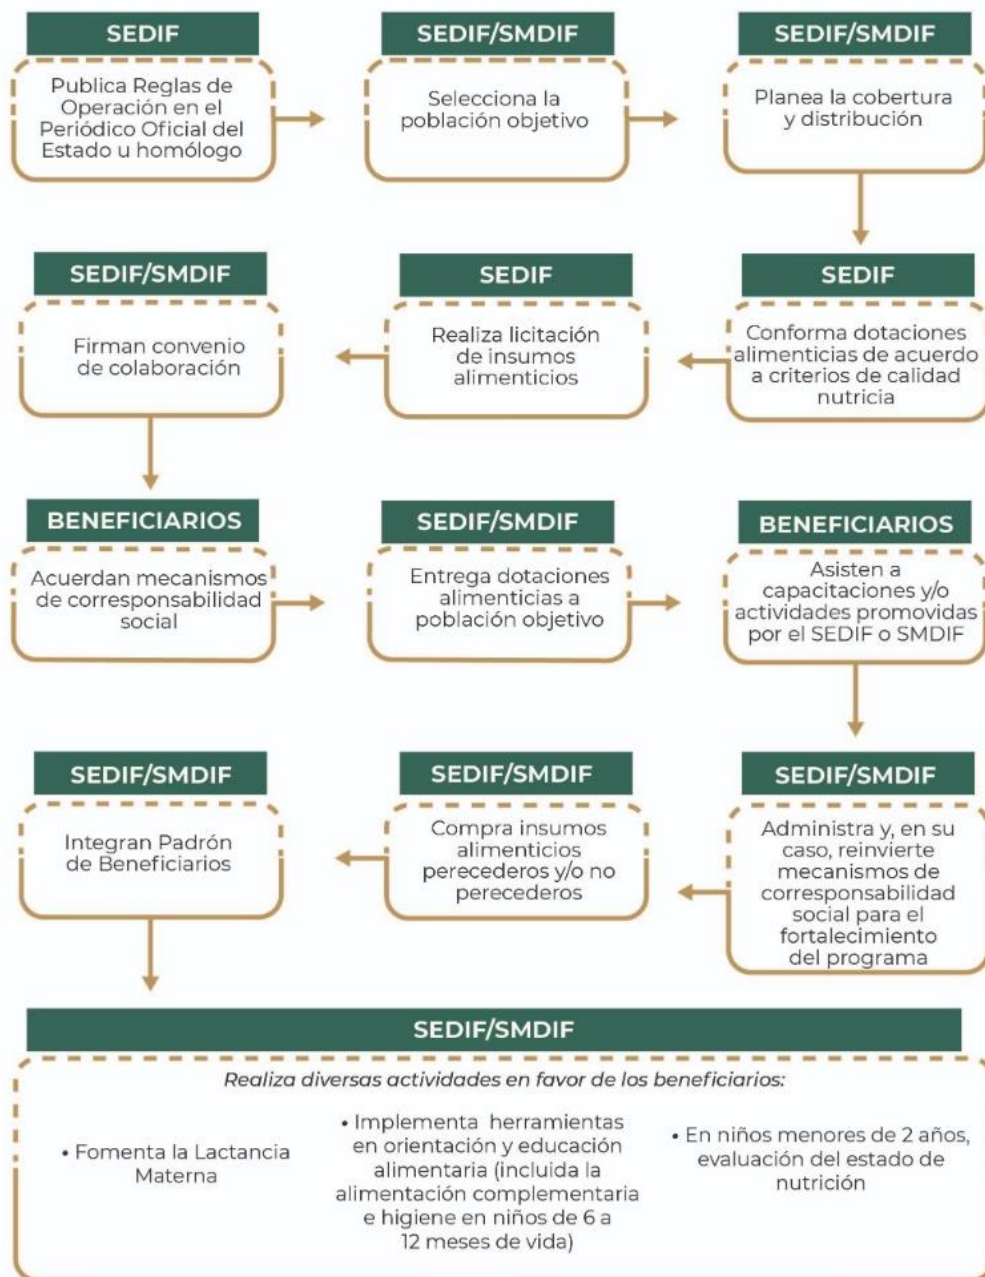 SEDIF
Publica Reglas de
Operación en el
Periódico Oficial del
Estado u homólogo
SEDIF/SMDIF
Selecciona la
población objetivo
SEDIF/SMDIF
Planea la cobertura
y distribución
SEDIF
Conforma dotaciones
alimenticias de acuerdo
a criterios de calidad
nutricia
SEDIF
Realiza licitación
de insumos
alimenticios
SEDIF/SMDIF
Firman convenio
de colaboración
BENEFICIARIOS
Acuerdan mecanismos
de corresponsabilidad
social
SEDIF/SMDIF
Entrega dotaciones
alimenticias a
población objetivo
BENEFICIARIOS
Asisten a
capacitaciones y/o
actividades promovidas
por el SEDIF o SMDIF
SEDIF/SMDIF
Administra y, en su
caso, reinvierte
mecanismos de
corresponsabilidad
social para el
fortalecimiento
del programa
SEDIF/SMDIF
Compra insumos
alimenticios
perecederos y/o no
perecederos
SEDIF/SMDIF
Integran Padrón
de Beneficiarios
SEDIF/SMDIF
Realiza diversas actividades en favor de los beneficiarios:
• Fomenta la Lactancia
Materna
• Implementa herramientas
en orientación y educación
alimentaria (incluida la
alimentación complementaria
e higiene en niños de 6 a
12 meses de vida)
• En niños menores de 2 años,
evaluación del estado de
nutrición